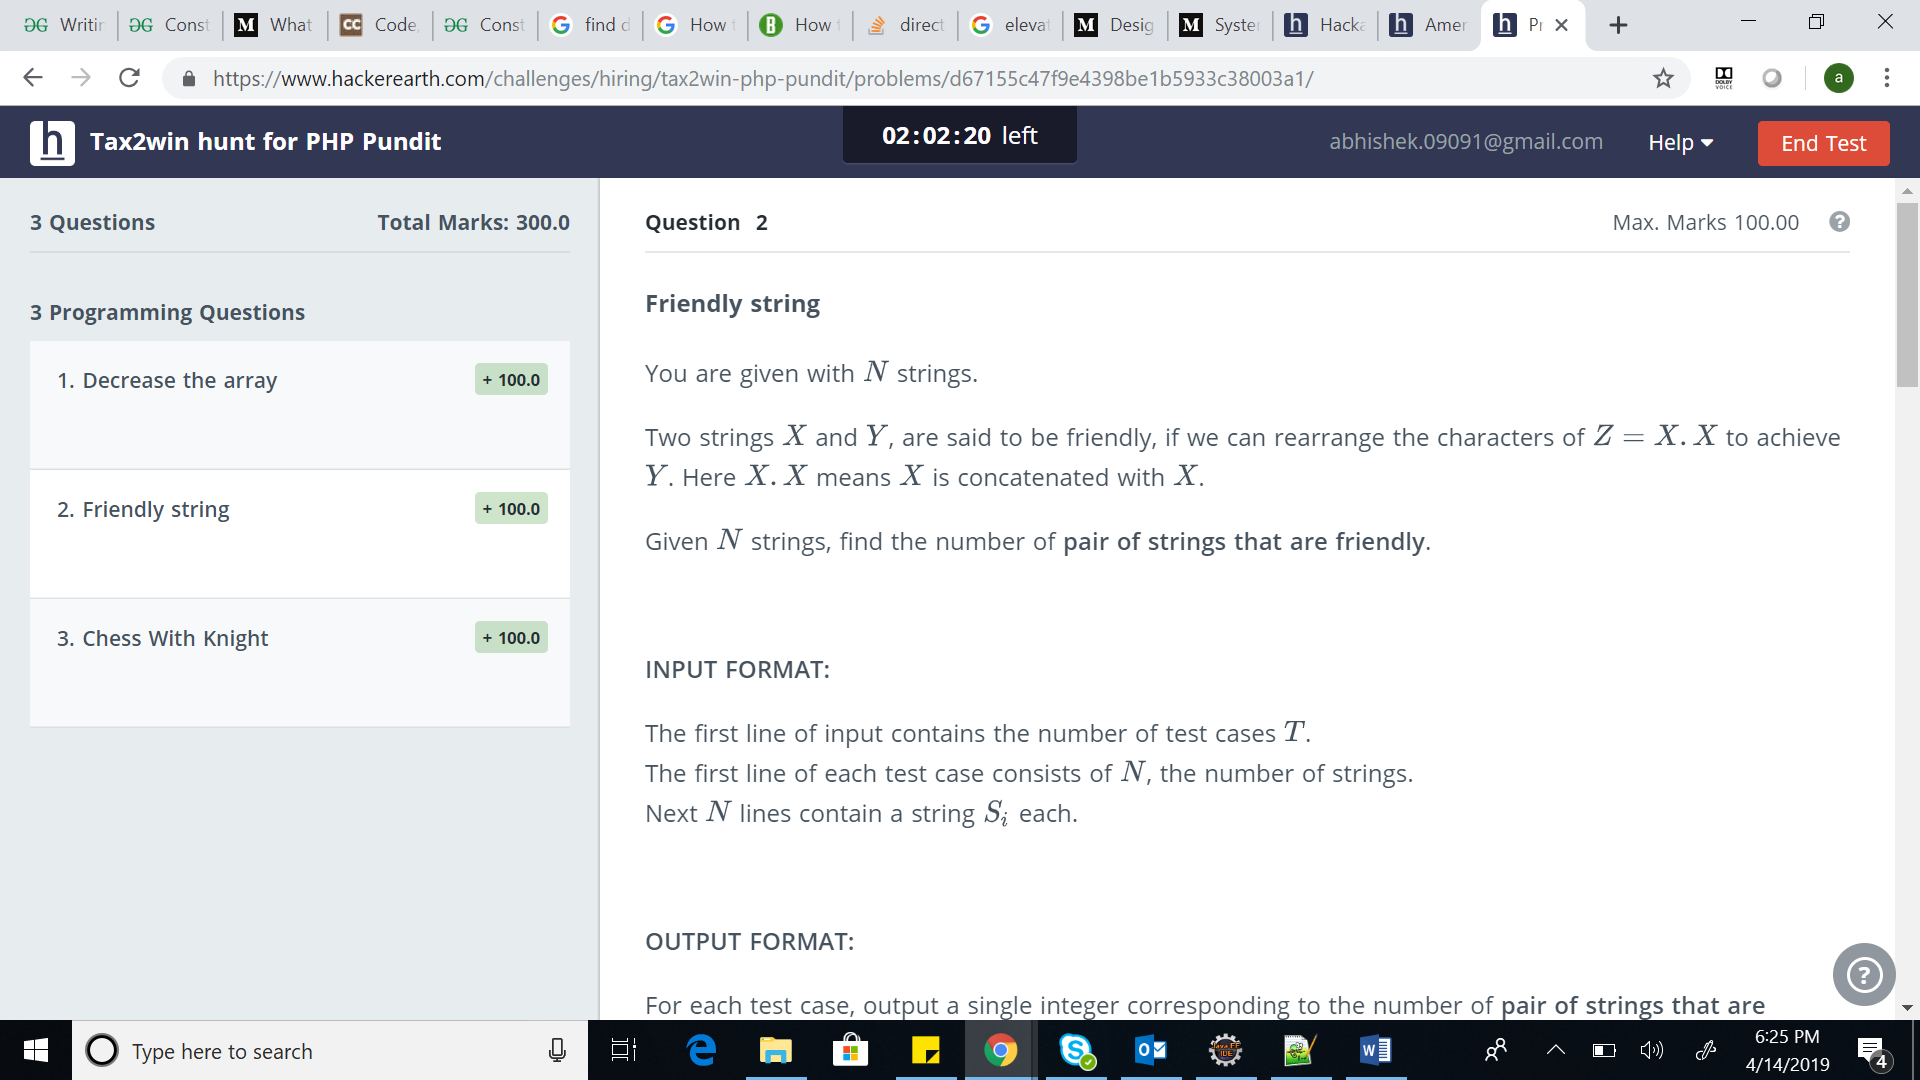 Writin
Const
What
Code,
Const
find d
How t
How t
direct
eleva
Desig
Syste
Hacka
Amer
Pr
https://www.hackerearth.com/challenges/hiring/tax2win-php-pundit/problems/d67155c47f9e4398be1b5933c38003a1/
DOLBY VOICE
a
h Tax2win hunt for PHP Pundit
02:02:20 left
abhishek.09091@gmail.com
Help
End Test
3 Questions
Total Marks: 300.0
3 Programming Questions
1. Decrease the array
+ 100.0
2. Friendly string
+ 100.0
3. Chess With Knight
+ 100.0
Question 2
Max. Marks 100.00
?
Friendly string
You are given with N strings.
Two strings X and Y, are said to be friendly, if we can rearrange the characters of Z = X.X to achieve
Y. Here X.X means X is concatenated with X.
Given N strings, find the number of pair of strings that are friendly.
INPUT FORMAT:
The first line of input contains the number of test cases T.
The first line of each test case consists of N, the number of strings.
Next N lines contain a string Sᵢ each.
OUTPUT FORMAT:
For each test case, output a single integer corresponding to the number of pair of strings that are
?
Type here to search
6:25 PM
4/14/2019
4